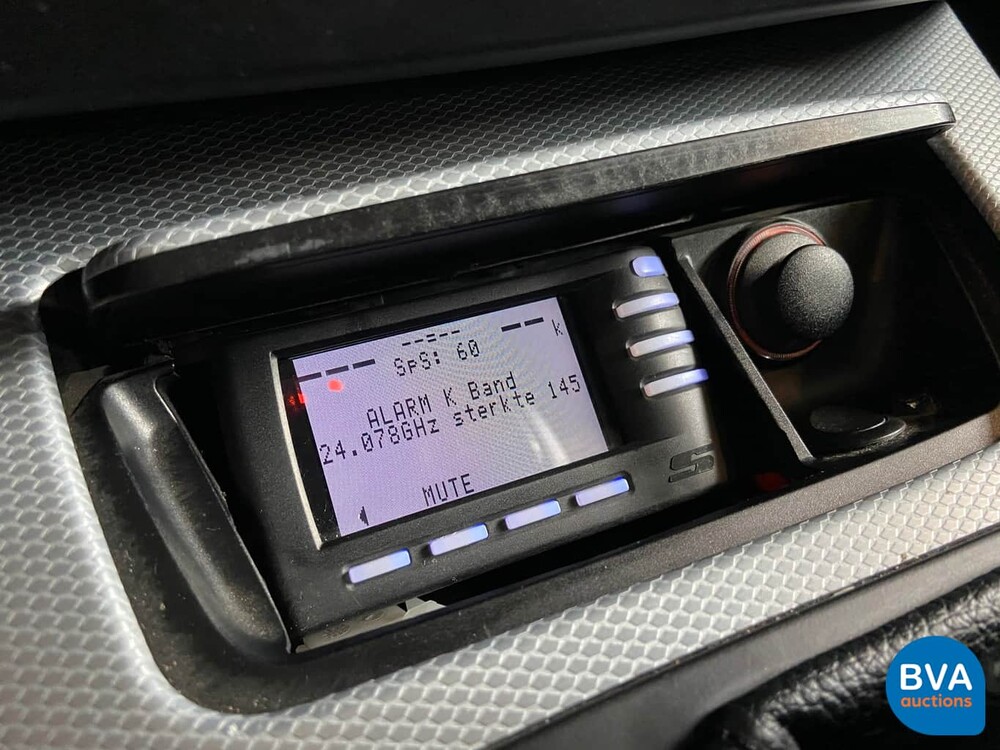 k
SpS: 60
ALARM K Band
24.078GHz sterkte 145
MUTE
S
BVA
auctions